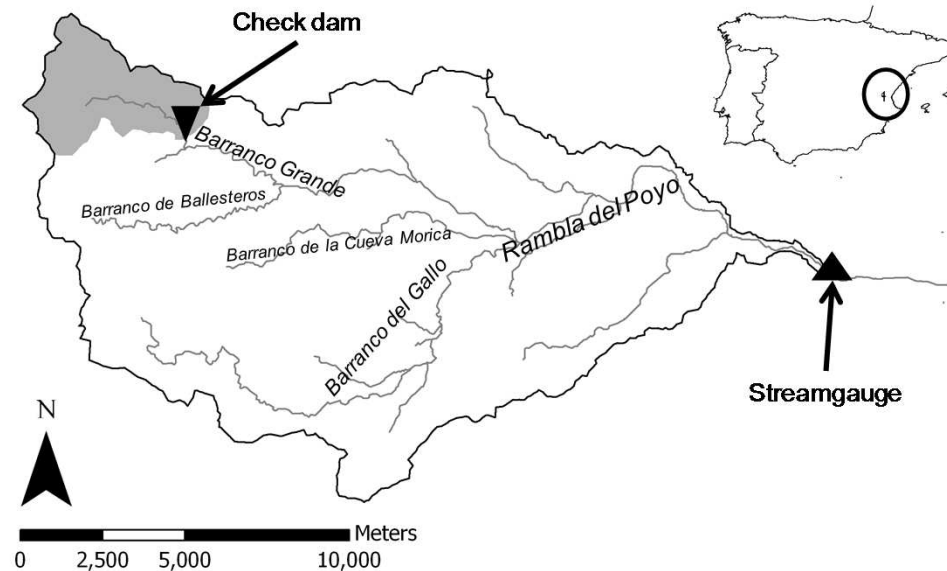 Check dam
Barranco Grande
Barranco de Ballesteros
Barranco de la Cueva Morica
Rambla del Poyo
Barranco del Gallo
Streamgauge
N
Meters
0 2,500 5,000 10,000